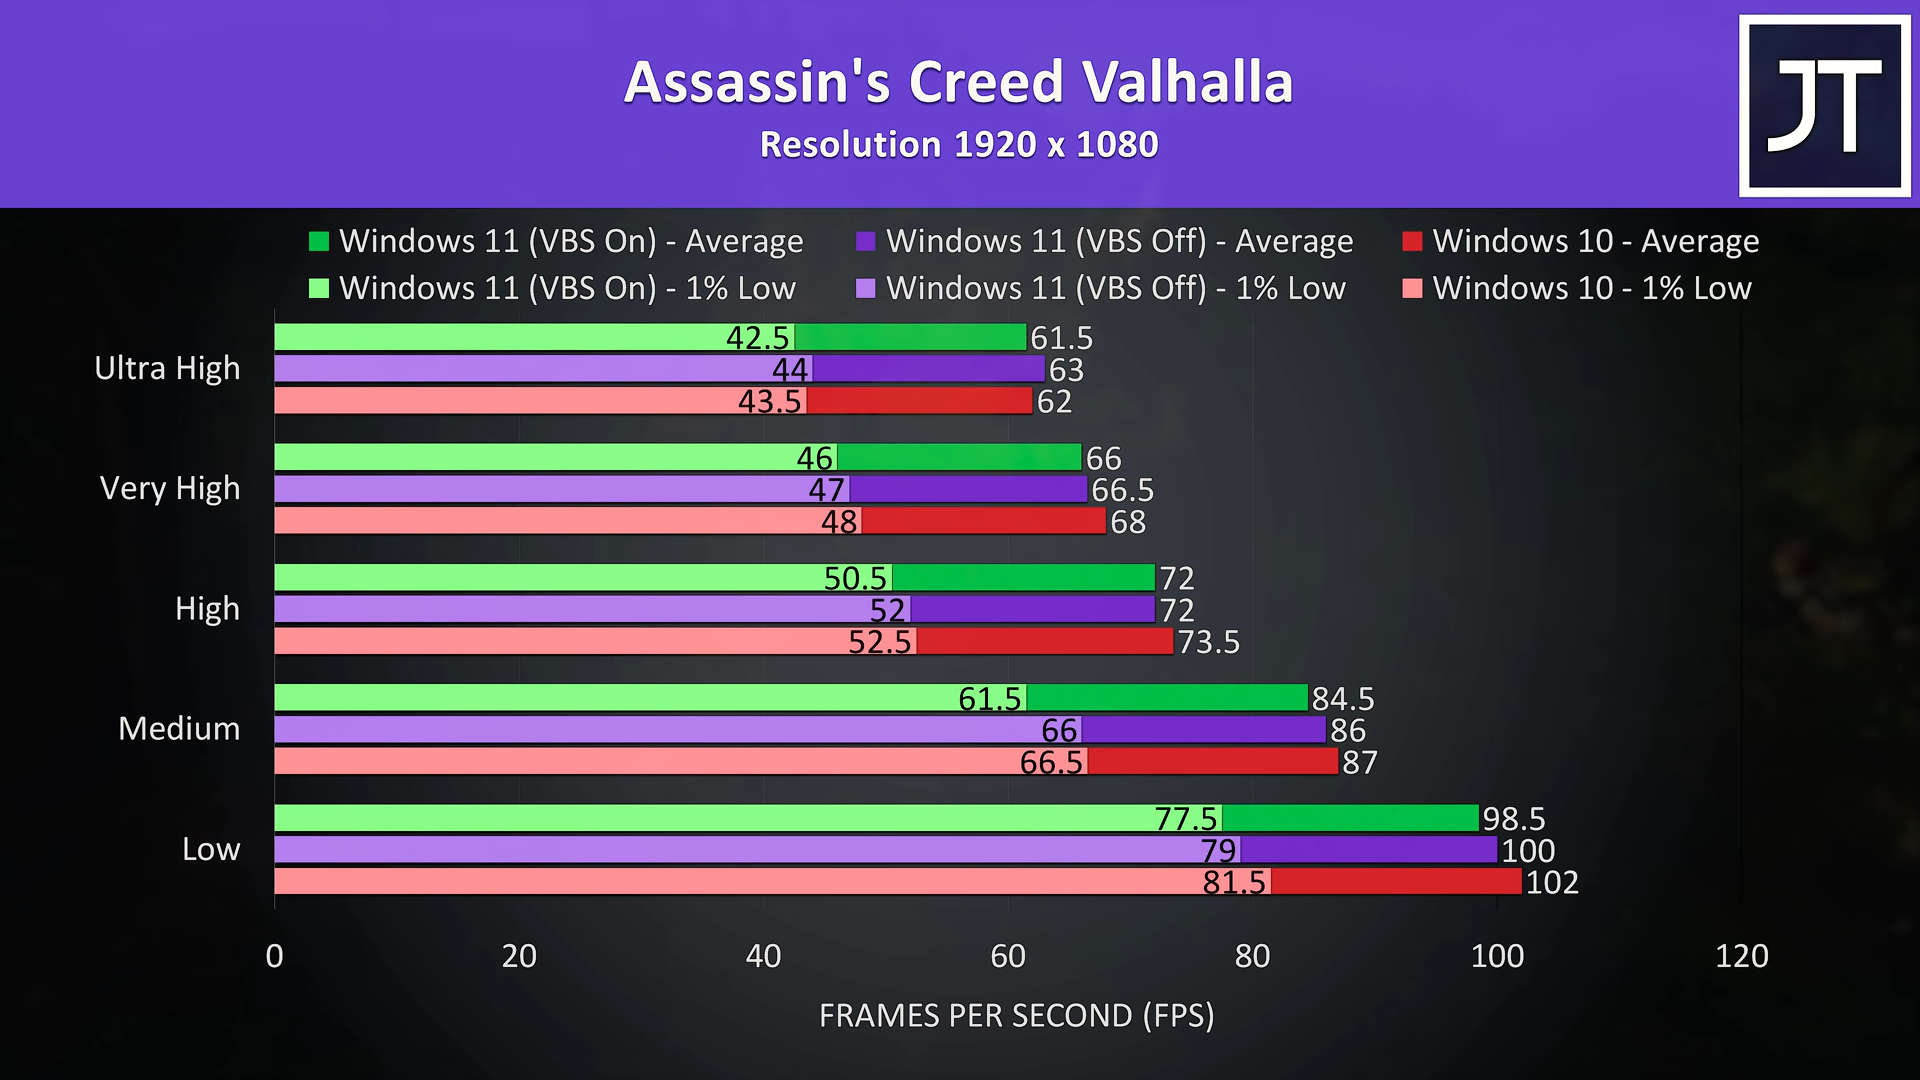 Assassin's Creed Valhalla
Resolution 1920 x 1080
JT
Windows 11 (VBS On) - Average Windows 11 (VBS Off) - Average Windows 10 - Average
Windows 11 (VBS On) - 1% Low Windows 11 (VBS Off) - 1% Low Windows 10 - 1% Low
Ultra High
42.5 61.5
44 63
43.5 62
Very High
46 66
47 66.5
48 68
High
50.5 72
52 72
52.5 73.5
Medium
61.5 84.5
66 86
66.5 87
Low
77.5 98.5
79 100
81.5 102
0 20 40 60 80 100 120
FRAMES PER SECOND (FPS)